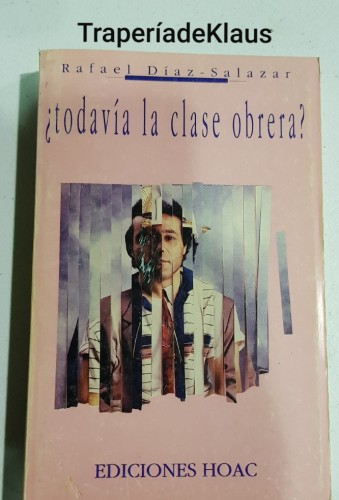 TraperíadeKlaus
Rafael Díaz-Salazar
¿todavía la clase obrera?
EDICIONES HOAC